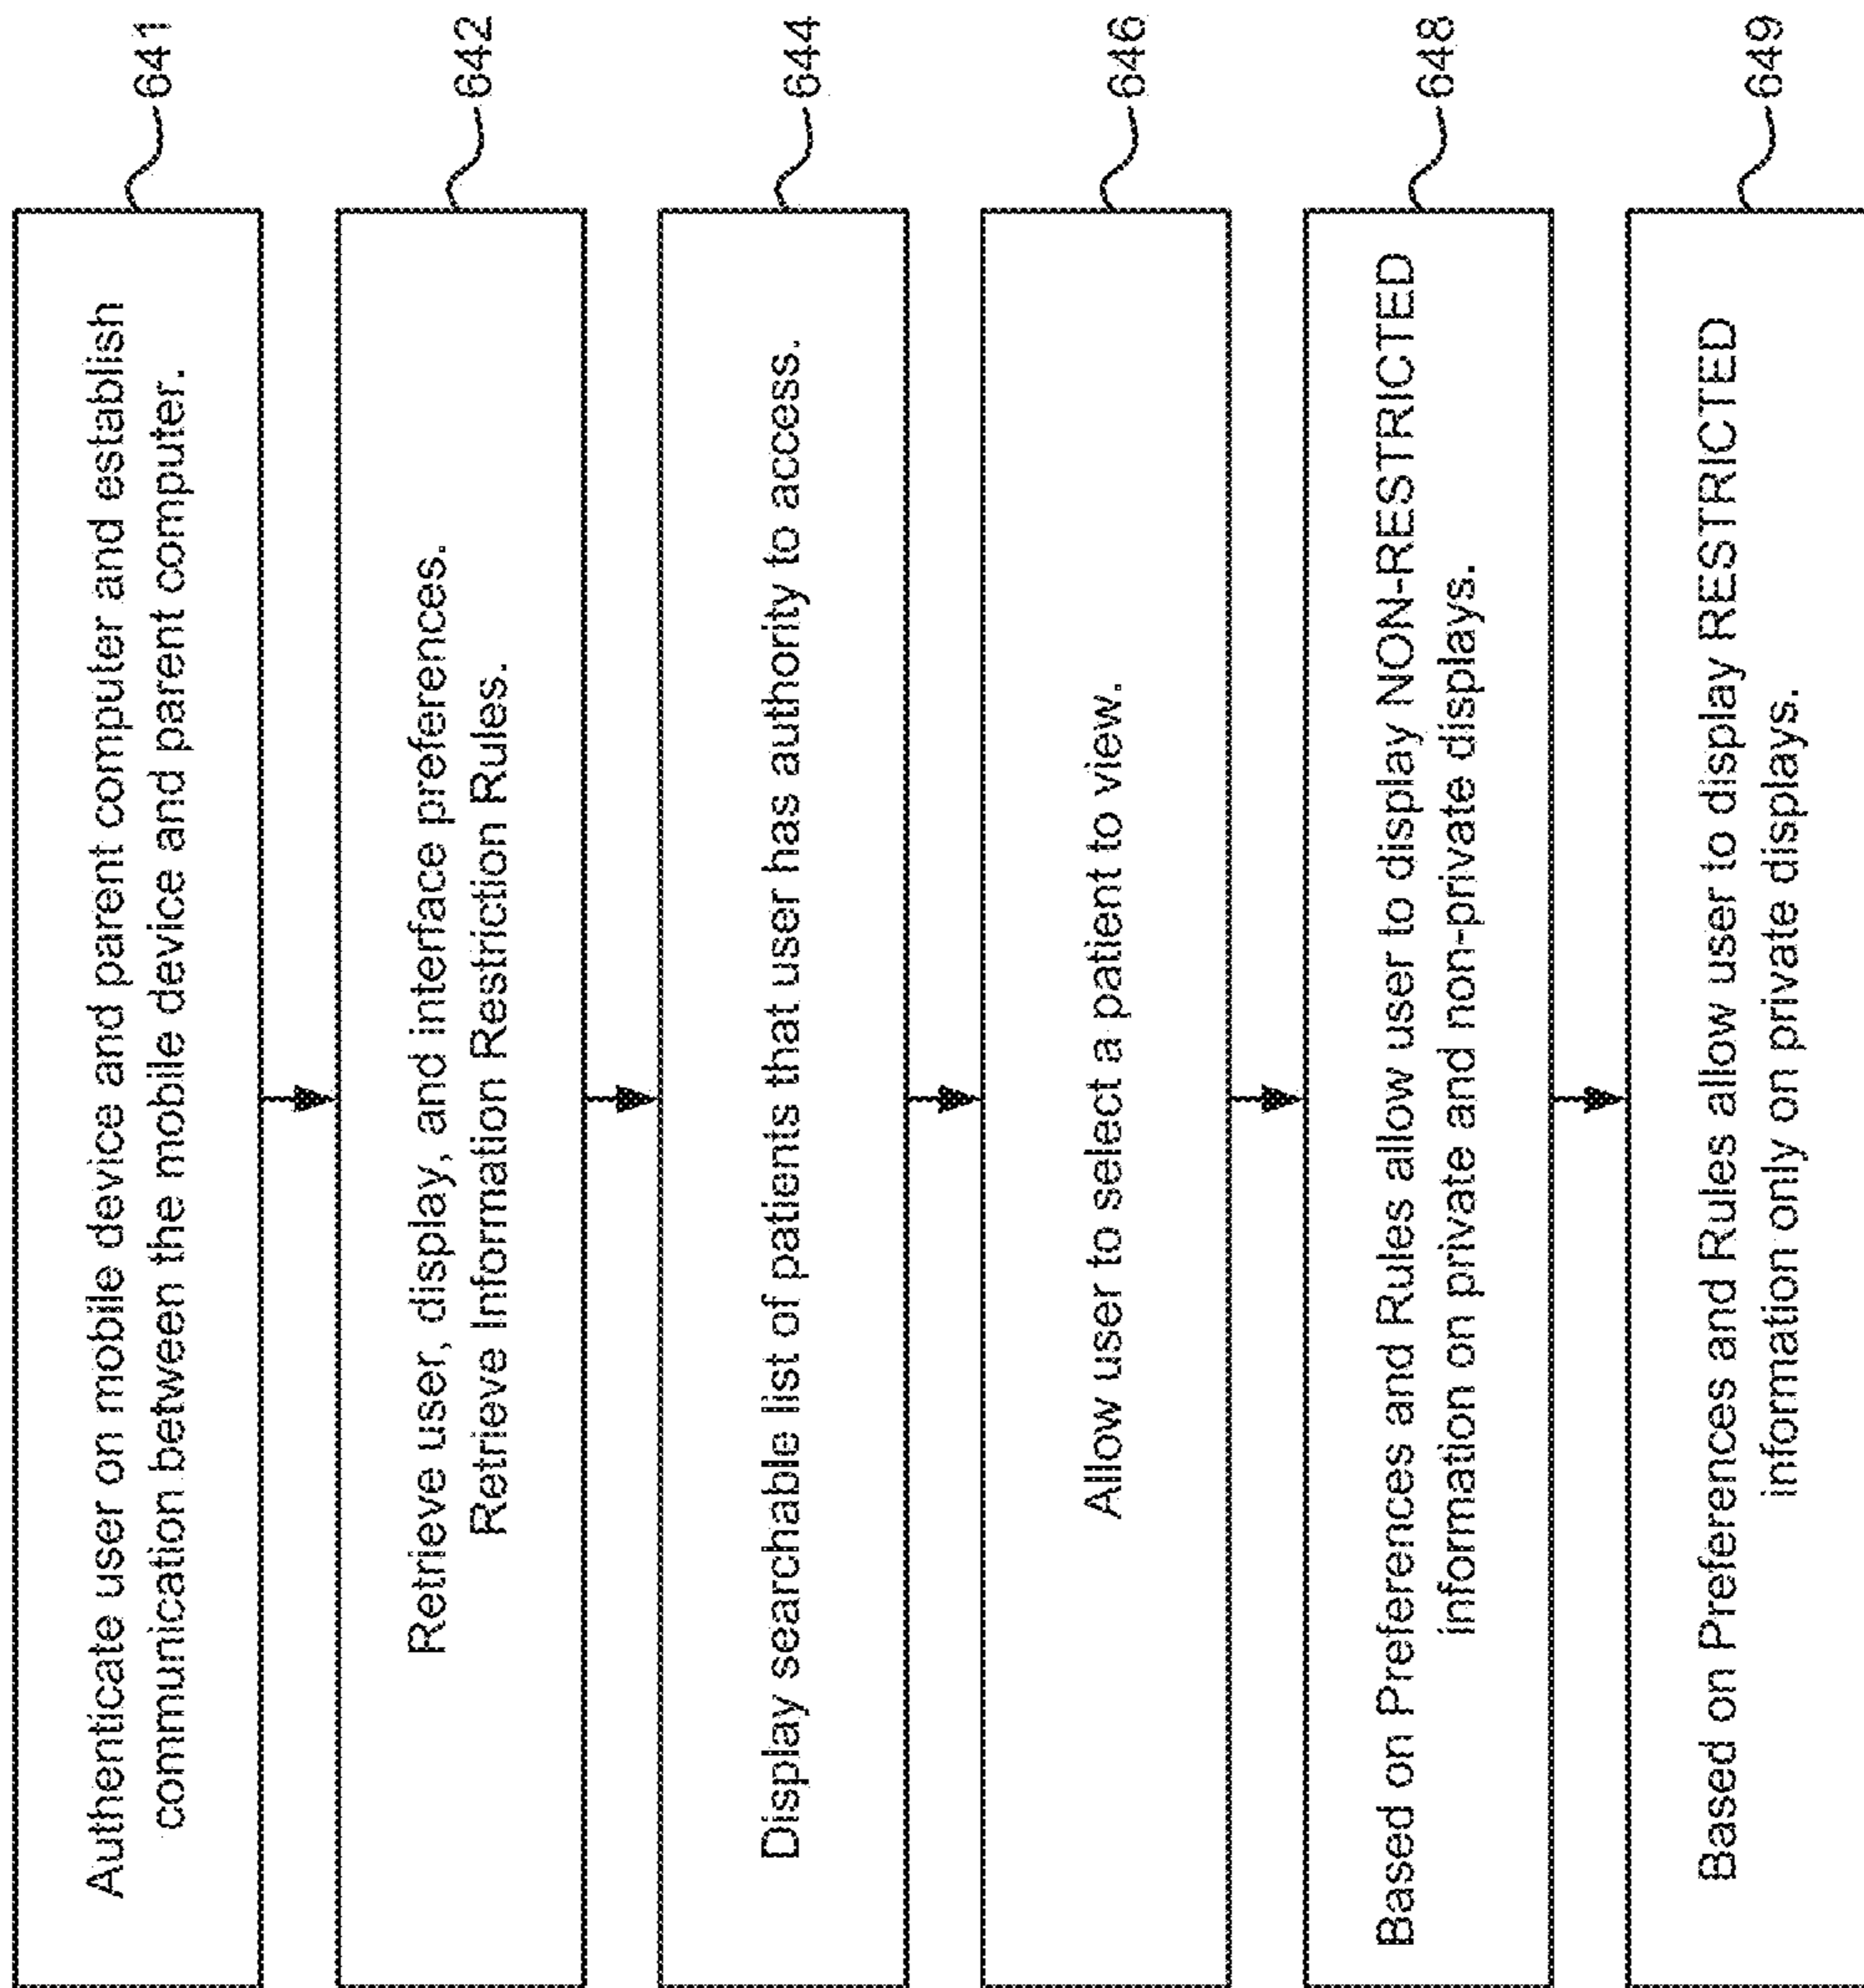 Authenticate user on mobile device and parent computer and establish
communication between the mobile device and parent computer.
641
Retrieve user, display, and interface preferences.
Retrieve Information Restriction Rules.
642
Display searchable list of patients that user has authority to access.
644
Allow user to select a patient to view.
646
Based on Preferences and Rules allow user to display NON-RESTRICTED
information on private and non-private displays.
648
Based on Preferences and Rules allow user to display RESTRICTED
information only on private displays.
649